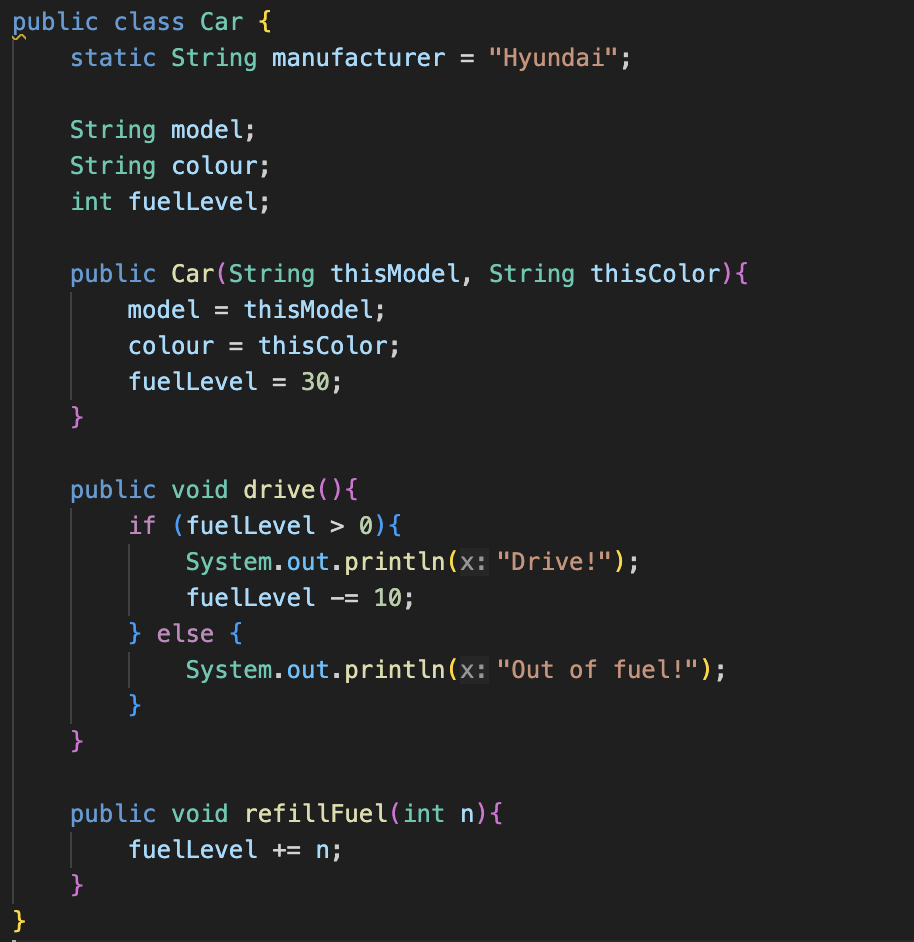 public class Car {
    static String manufacturer = "Hyundai";

    String model;
    String colour;
    int fuelLevel;

    public Car(String thisModel, String thisColor){
        model = thisModel;
        colour = thisColor;
        fuelLevel = 30;
    }

    public void drive(){
        if (fuelLevel > 0){
            System.out.println(x: "Drive!");
            fuelLevel -= 10;
        } else {
            System.out.println(x: "Out of fuel!");
        }
    }

    public void refillFuel(int n){
        fuelLevel += n;
    }
}